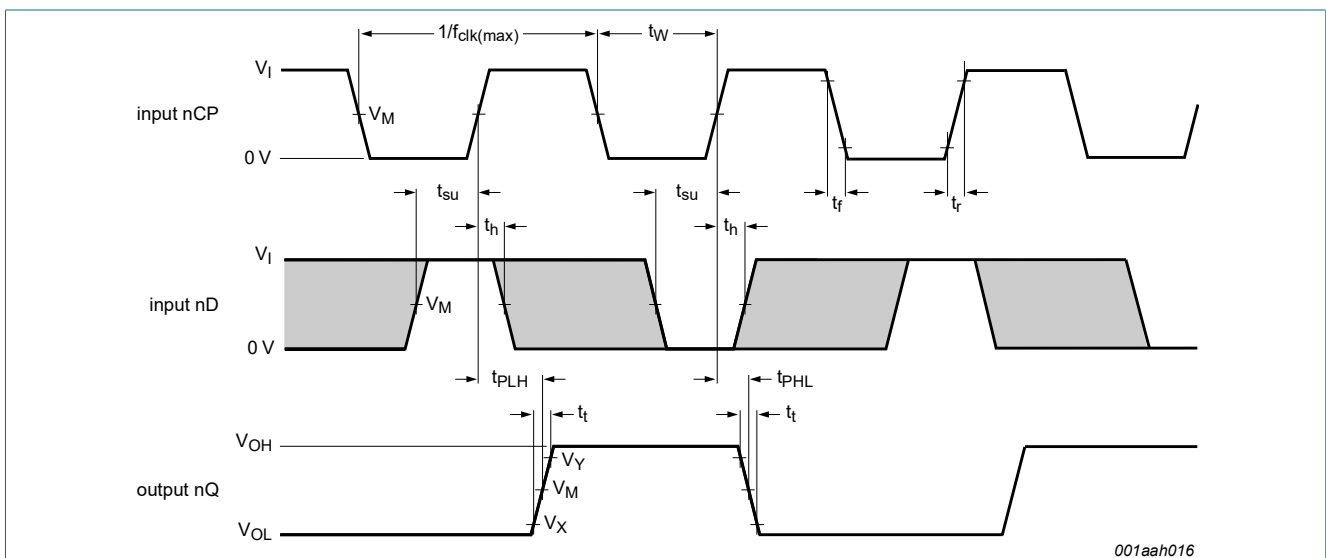 1/fclk(max)
tW
VI
input nCP
VM
0 V
tsu
tsu
th
th
tf
tr
VI
input nD
VM
0 V
tPLH
tPHL
tt
tt
VOH
VY
output nQ
VM
VX
VOL
001aah016